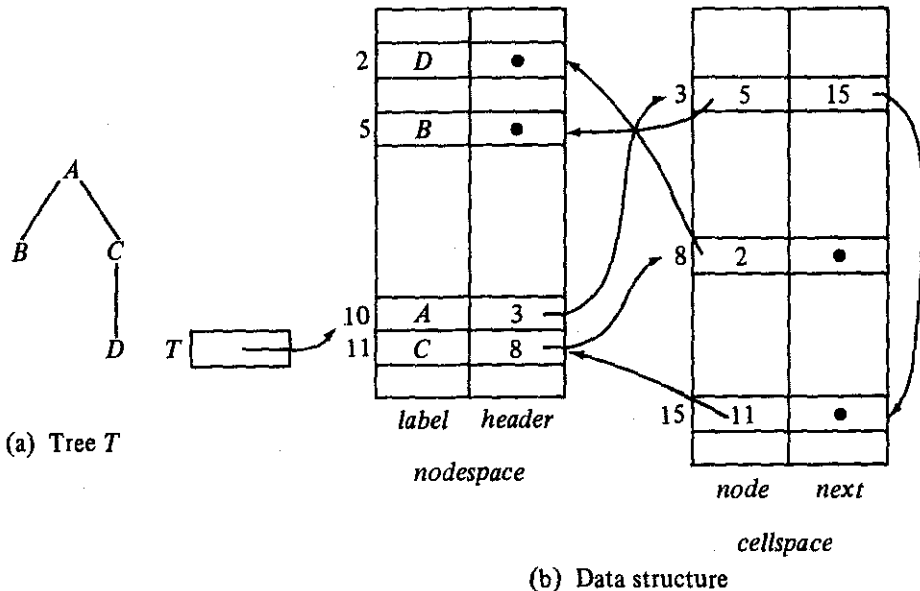 A
B C
D
(a) Tree T
T
2 D •
5 B •
10 A 3
11 C 8
label header
nodespace
3 5 15
8 2 •
15 11 •
node next
cellspace
(b) Data structure